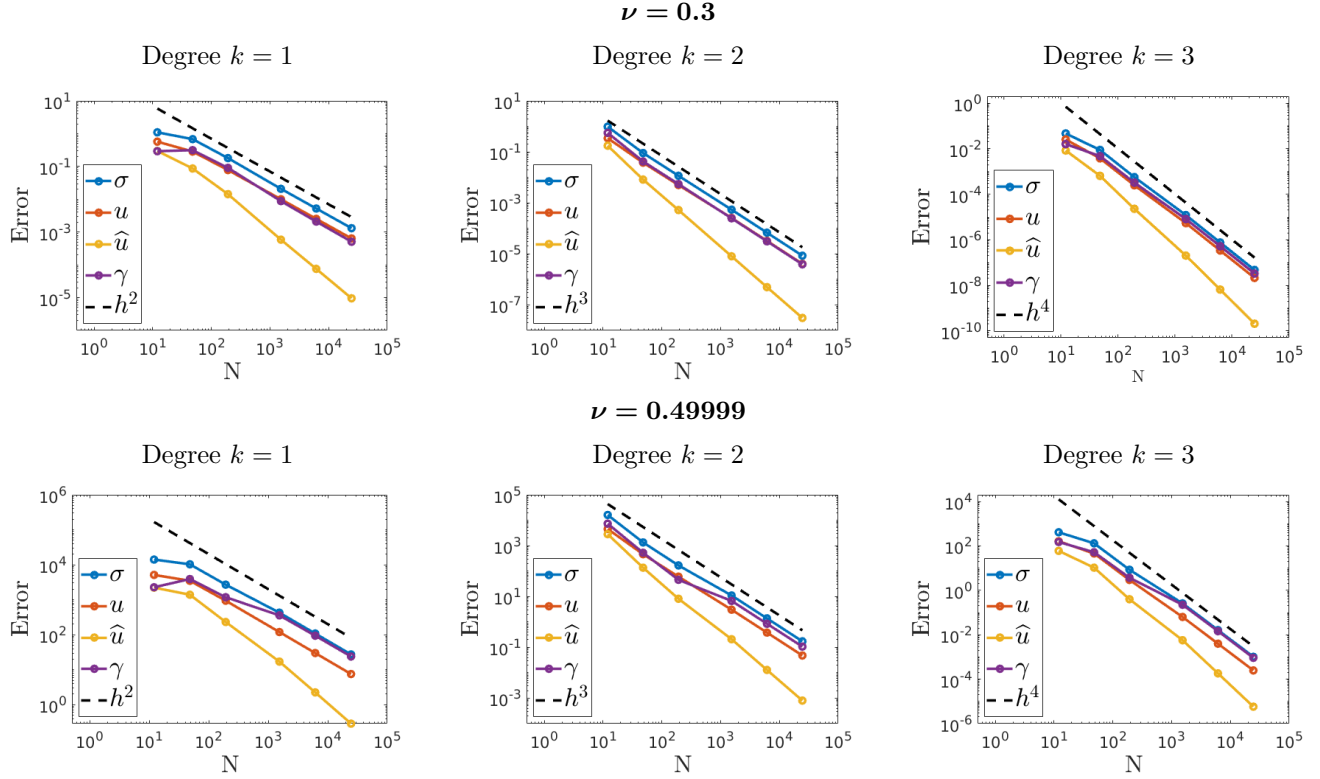 ν = 0.3
Degree k = 1
Degree k = 2
Degree k = 3
10^1
10^-1
10^-3
10^-5
Error
σ
u
û
γ
h^2
10^0 10^1 10^2 10^3 10^4 10^5
N
10^1
10^-1
10^-3
10^-5
10^-7
Error
σ
u
û
γ
h^3
10^0 10^1 10^2 10^3 10^4 10^5
N
10^0
10^-2
10^-4
10^-6
10^-8
10^-10
Error
σ
u
û
γ
h^4
10^0 10^1 10^2 10^3 10^4 10^5
N
ν = 0.49999
Degree k = 1
Degree k = 2
Degree k = 3
10^6
10^4
10^2
10^0
Error
σ
u
û
γ
h^2
10^0 10^1 10^2 10^3 10^4 10^5
N
10^5
10^3
10^1
10^-1
10^-3
Error
σ
u
û
γ
h^3
10^0 10^1 10^2 10^3 10^4 10^5
N
10^4
10^2
10^0
10^-2
10^-4
10^-6
Error
σ
u
û
γ
h^4
10^0 10^1 10^2 10^3 10^4 10^5
N